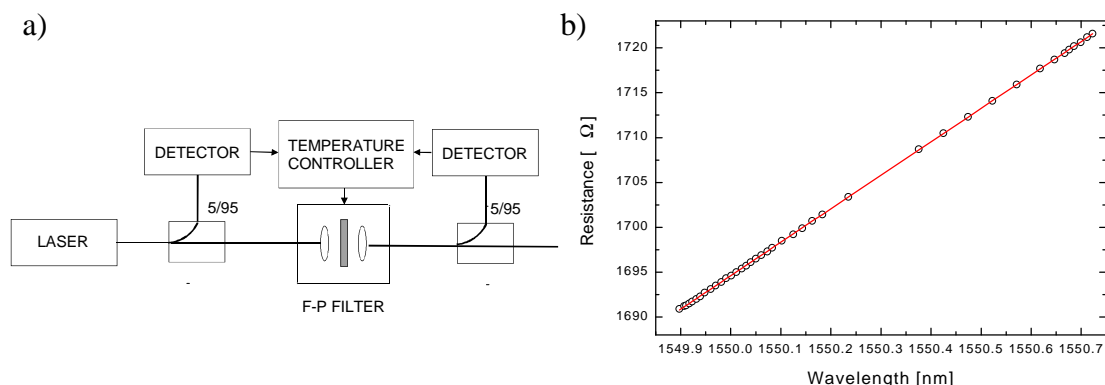 a)
DETECTOR
TEMPERATURE
CONTROLLER
DETECTOR
5/95
5/95
LASER
-
-
F-P FILTER
b)
Resistance [ Ω]
1720
1715
1710
1705
1700
1695
1690
1549.9 1550.0 1550.1 1550.2 1550.3 1550.4 1550.5 1550.6 1550.7
Wavelength [nm]